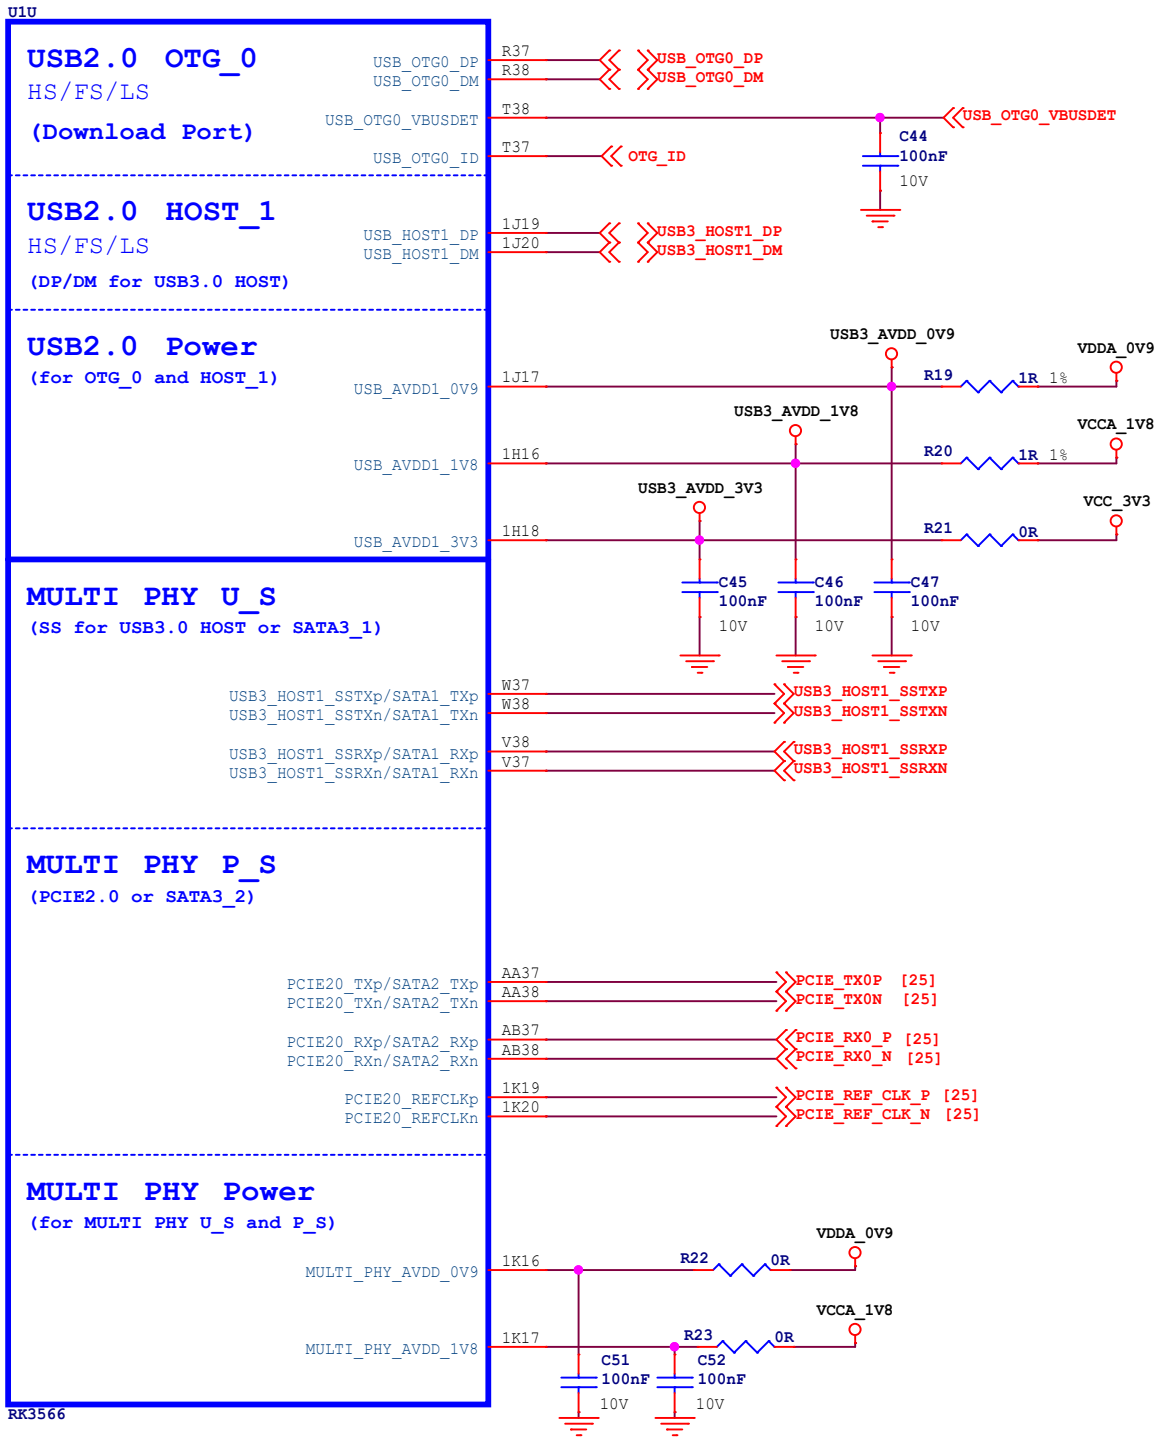 U1U
USB2.0 OTG_0
HS/FS/LS
(Download Port)
USB_OTG0_DP R37 USB_OTG0_DP
USB_OTG0_DM R38 USB_OTG0_DM
USB_OTG0_VBUSDET T38 USB_OTG0_VBUSDET
C44
100nF
10V
USB_OTG0_ID T37 OTG_ID
USB2.0 HOST_1
HS/FS/LS
(DP/DM for USB3.0 HOST)
USB_HOST1_DP 1J19 USB3_HOST1_DP
USB_HOST1_DM 1J20 USB3_HOST1_DM
USB2.0 Power
(for OTG_0 and HOST_1)
USB3_AVDD_0V9
VDDA_0V9
USB_AVDD1_0V9 1J17 R19 1R 1%
USB3_AVDD_1V8
VCCA_1V8
USB_AVDD1_1V8 1H16 R20 1R 1%
USB3_AVDD_3V3
VCC_3V3
USB_AVDD1_3V3 1H18 R21 0R
C45 C46 C47
100nF 100nF 100nF
10V 10V 10V
MULTI PHY U_S
(SS for USB3.0 HOST or SATA3_1)
USB3_HOST1_SSTXp/SATA1_TXp W37 USB3_HOST1_SSTXP
USB3_HOST1_SSTXn/SATA1_TXn W38 USB3_HOST1_SSTXN
USB3_HOST1_SSRXp/SATA1_RXp V38 USB3_HOST1_SSRXP
USB3_HOST1_SSRXn/SATA1_RXn V37 USB3_HOST1_SSRXN
MULTI PHY P_S
(PCIE2.0 or SATA3_2)
PCIE20_TXp/SATA2_TXp AA37 PCIE_TX0P [25]
PCIE20_TXn/SATA2_TXn AA38 PCIE_TX0N [25]
PCIE20_RXp/SATA2_RXp AB37 PCIE_RX0_P [25]
PCIE20_RXn/SATA2_RXn AB38 PCIE_RX0_N [25]
PCIE20_REFCLKp 1K19 PCIE_REF_CLK_P [25]
PCIE20_REFCLKn 1K20 PCIE_REF_CLK_N [25]
MULTI PHY Power
(for MULTI PHY U_S and P_S)
VDDA_0V9
MULTI_PHY_AVDD_0V9 1K16 R22 0R
VCCA_1V8
MULTI_PHY_AVDD_1V8 1K17 R23 0R
C51 C52
100nF 100nF
10V 10V
RK3566